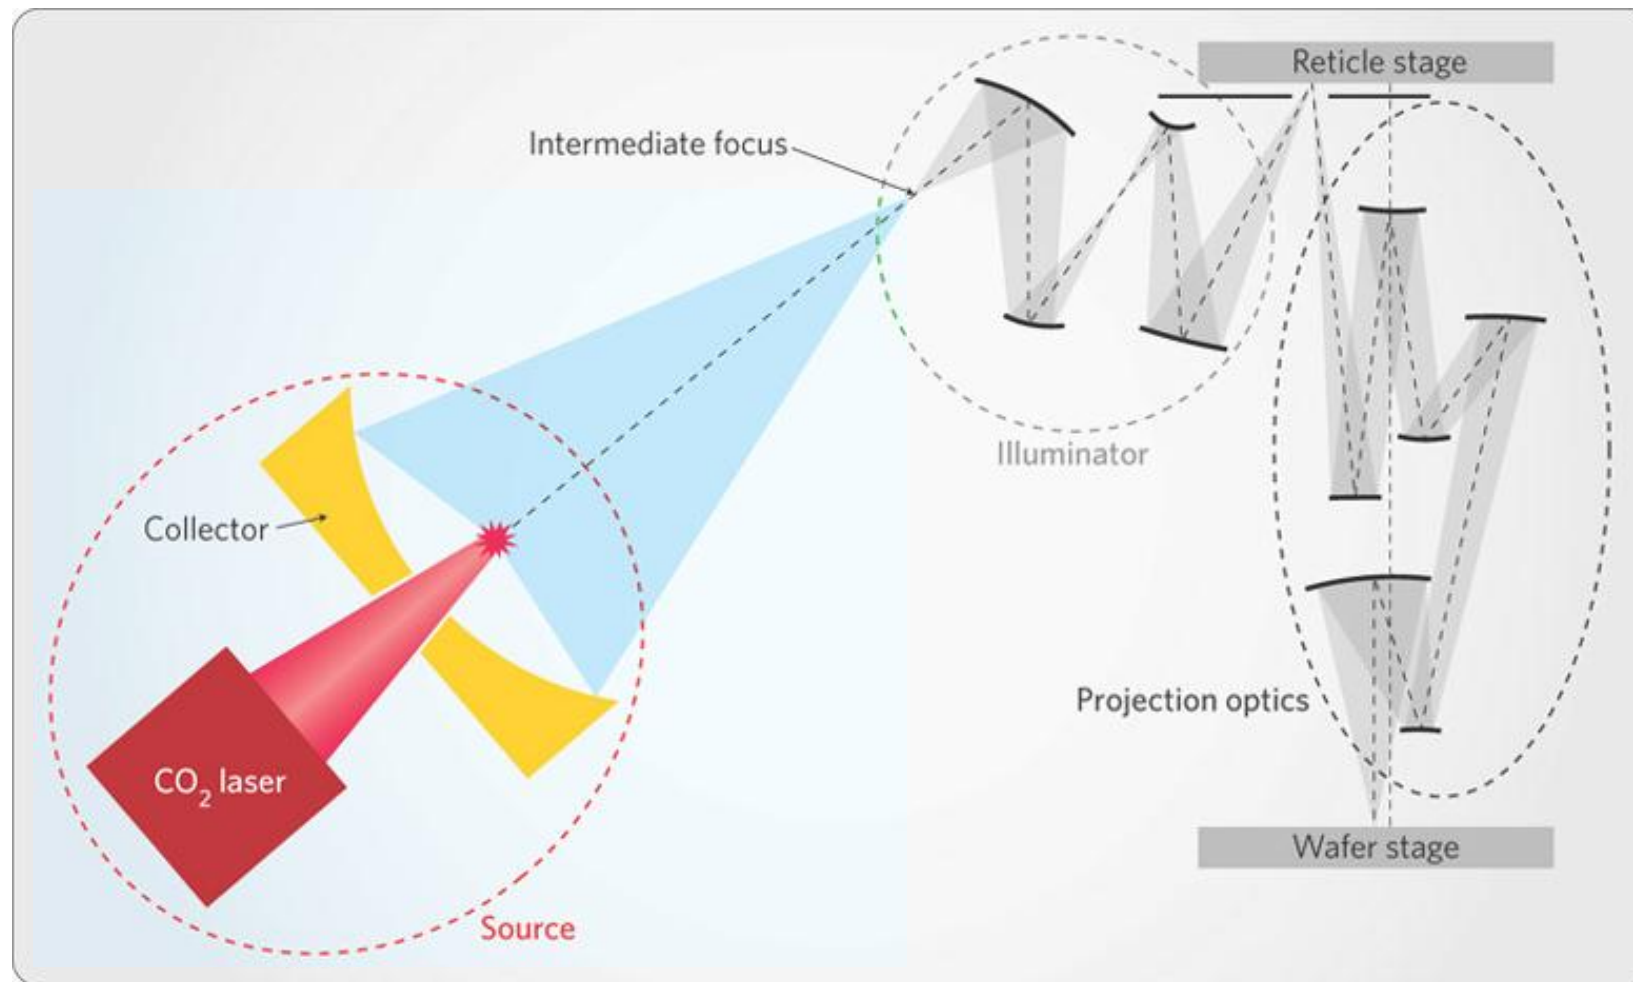 Reticle stage
Intermediate focus
Illuminator
Collector
Projection optics
CO₂ laser
Wafer stage
Source